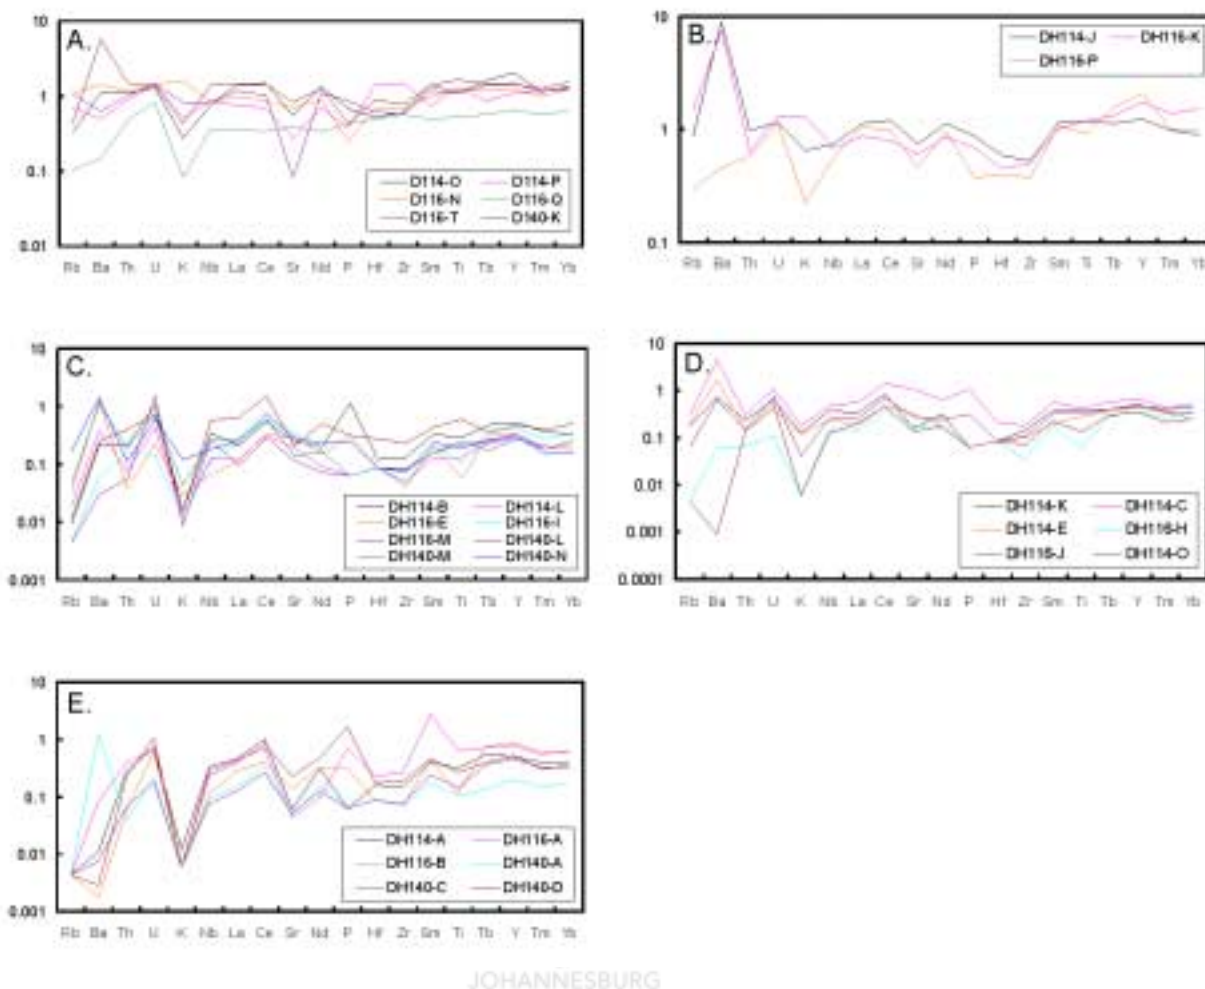 A.
10
1
0.1
0.01
D114-O D114-P
D116-N D116-O
D116-T D140-K
Rb Ba Th U K Nb La Ce Sr Nd P Hf Zr Sm Ti Tb Y Tm Yb
B.
10
1
0.1
DH114-J DH116-K
DH116-P
Rb Ba Th U K Nb La Ce Sr Nd P Hf Zr Sm Ti Tb Y Tm Yb
C.
10
1
0.1
0.01
0.001
DH114-B DH114-L
DH116-E DH116-I
DH116-M DH140-L
DH140-M DH140-N
Rb Ba Th U K Nb La Ce Sr Nd P Hf Zr Sm Ti Tb Y Tm Yb
D.
10
1
0.1
0.01
0.001
0.0001
DH114-K DH114-C
DH114-E DH116-H
DH116-J DH114-O
Rb Ba Th U K Nb La Ce Sr Nd P Hf Zr Sm Ti Tb Y Tm Yb
E.
10
1
0.1
0.01
0.001
DH114-A DH116-A
DH116-B DH140-A
DH140-C DH140-D
Rb Ba Th U K Nb La Ce Sr Nd P Hf Zr Sm Ti Tb Y Tm Yb
JOHANNESBURG